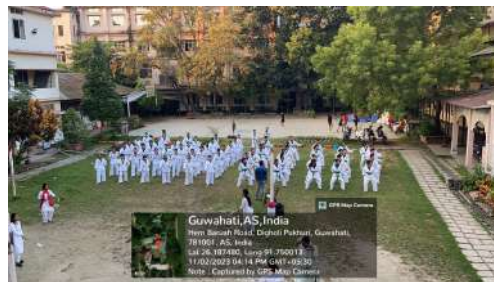 GPS Map Camera
Guwahati,AS,India
Hem Baruah Road, Digholi Pukhuri, Guwahati,
781001, AS, India
Lat 26.187480, Long 91.750013
11/02/2023 04:14 PM GMT+05:30
Note : Captured by GPS Map Camera